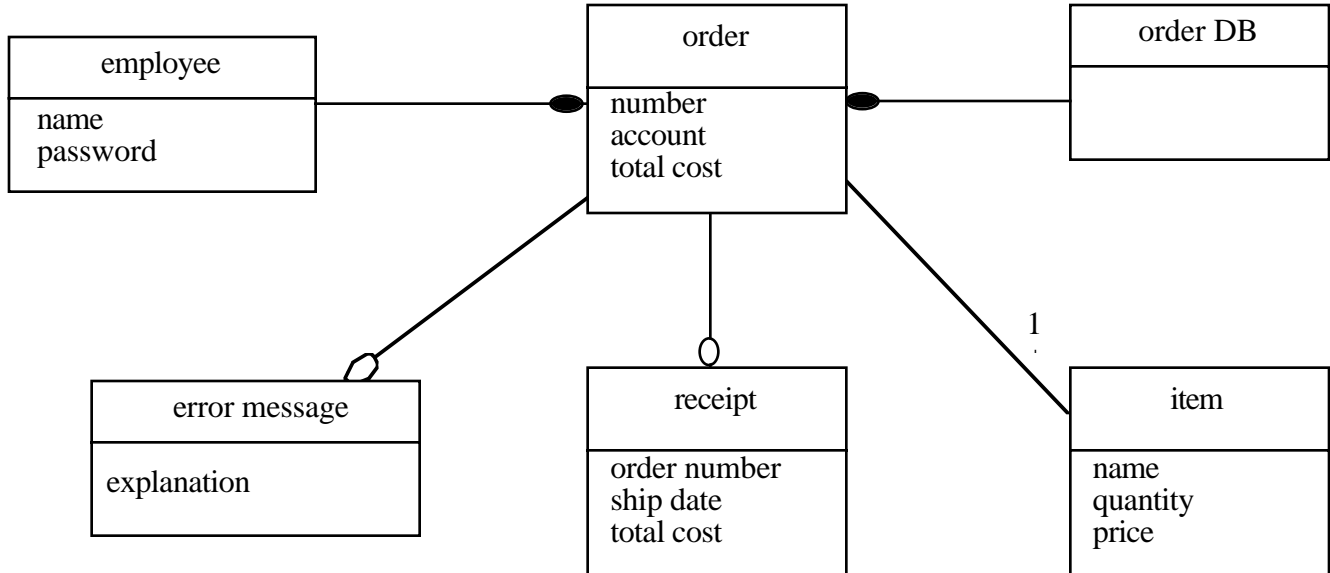 employee
name
password
order
number
account
total cost
order DB
error message
explanation
receipt
order number
ship date
total cost
1
item
name
quantity
price